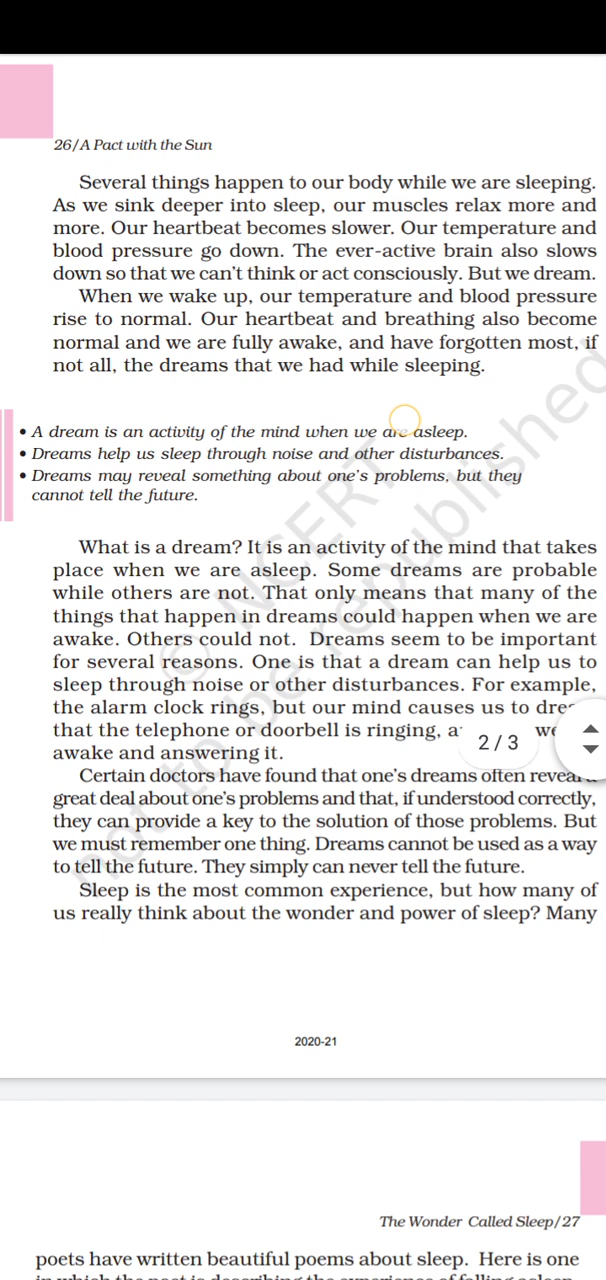 26/A Pact with the Sun
Several things happen to our body while we are sleeping.
As we sink deeper into sleep, our muscles relax more and
more. Our heartbeat becomes slower. Our temperature and
blood pressure go down. The ever-active brain also slows
down so that we can't think or act consciously. But we dream.
When we wake up, our temperature and blood pressure
rise to normal. Our heartbeat and breathing also become
normal and we are fully awake, and have forgotten most, if
not all, the dreams that we had while sleeping.
• A dream is an activity of the mind when we are asleep.
• Dreams help us sleep through noise and other disturbances.
• Dreams may reveal something about one's problems, but they
cannot tell the future.
What is a dream? It is an activity of the mind that takes
place when we are asleep. Some dreams are probable
while others are not. That only means that many of the
things that happen in dreams could happen when we are
awake. Others could not. Dreams seem to be important
for several reasons. One is that a dream can help us to
sleep through noise or other disturbances. For example,
the alarm clock rings, but our mind causes us to
that the telephone or doorbell is ringing,
2/3
awake and answering it.
Certain doctors have found that one's dreams often reveal a
great deal about one's problems and that, if understood correctly,
they can provide a key to the solution of those problems. But
we must remember one thing. Dreams cannot be used as a way
to tell the future. They simply can never tell the future.
Sleep is the most common experience, but how many of
us really think about the wonder and power of sleep? Many
© NCERT
not to be republished
2020-21
The Wonder Called Sleep/27
poets have written beautiful poems about sleep. Here is one